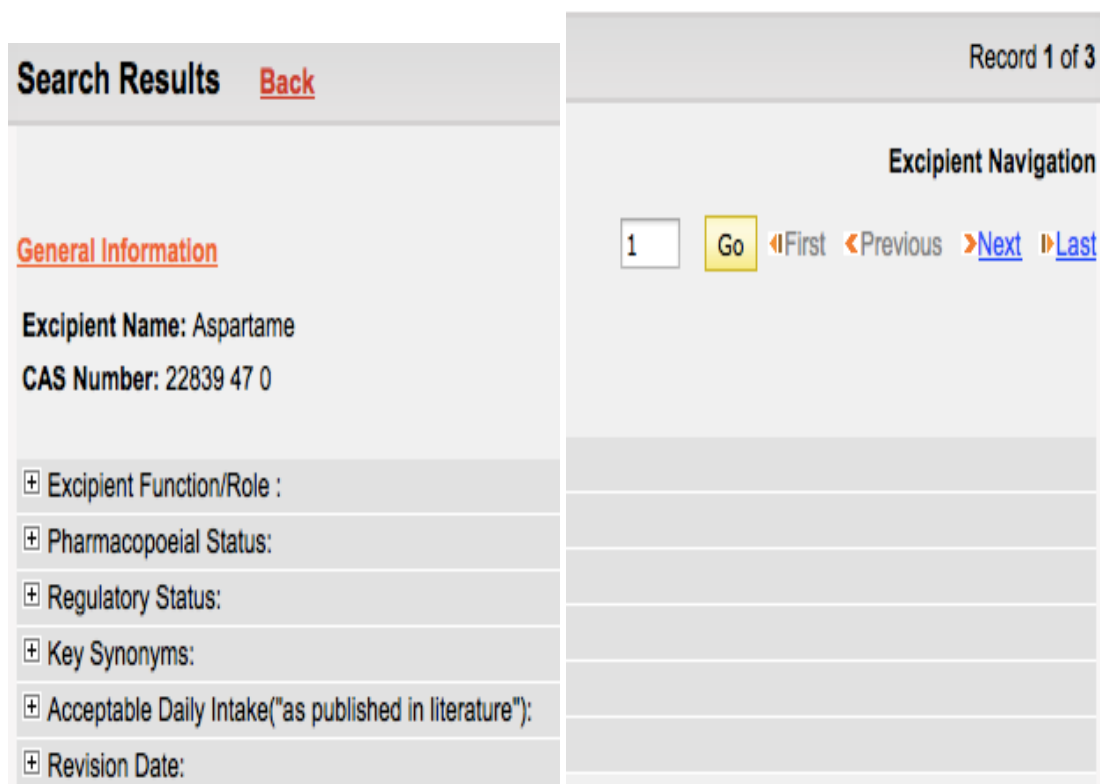 Search Results Back
General Information
Excipient Name: Aspartame
CAS Number: 22839 47 0
Excipient Function/Role :
Pharmacopoeial Status:
Regulatory Status:
Key Synonyms:
Acceptable Daily Intake("as published in literature"):
Revision Date:
Record 1 of 3
Excipient Navigation
1 Go First Previous Next Last